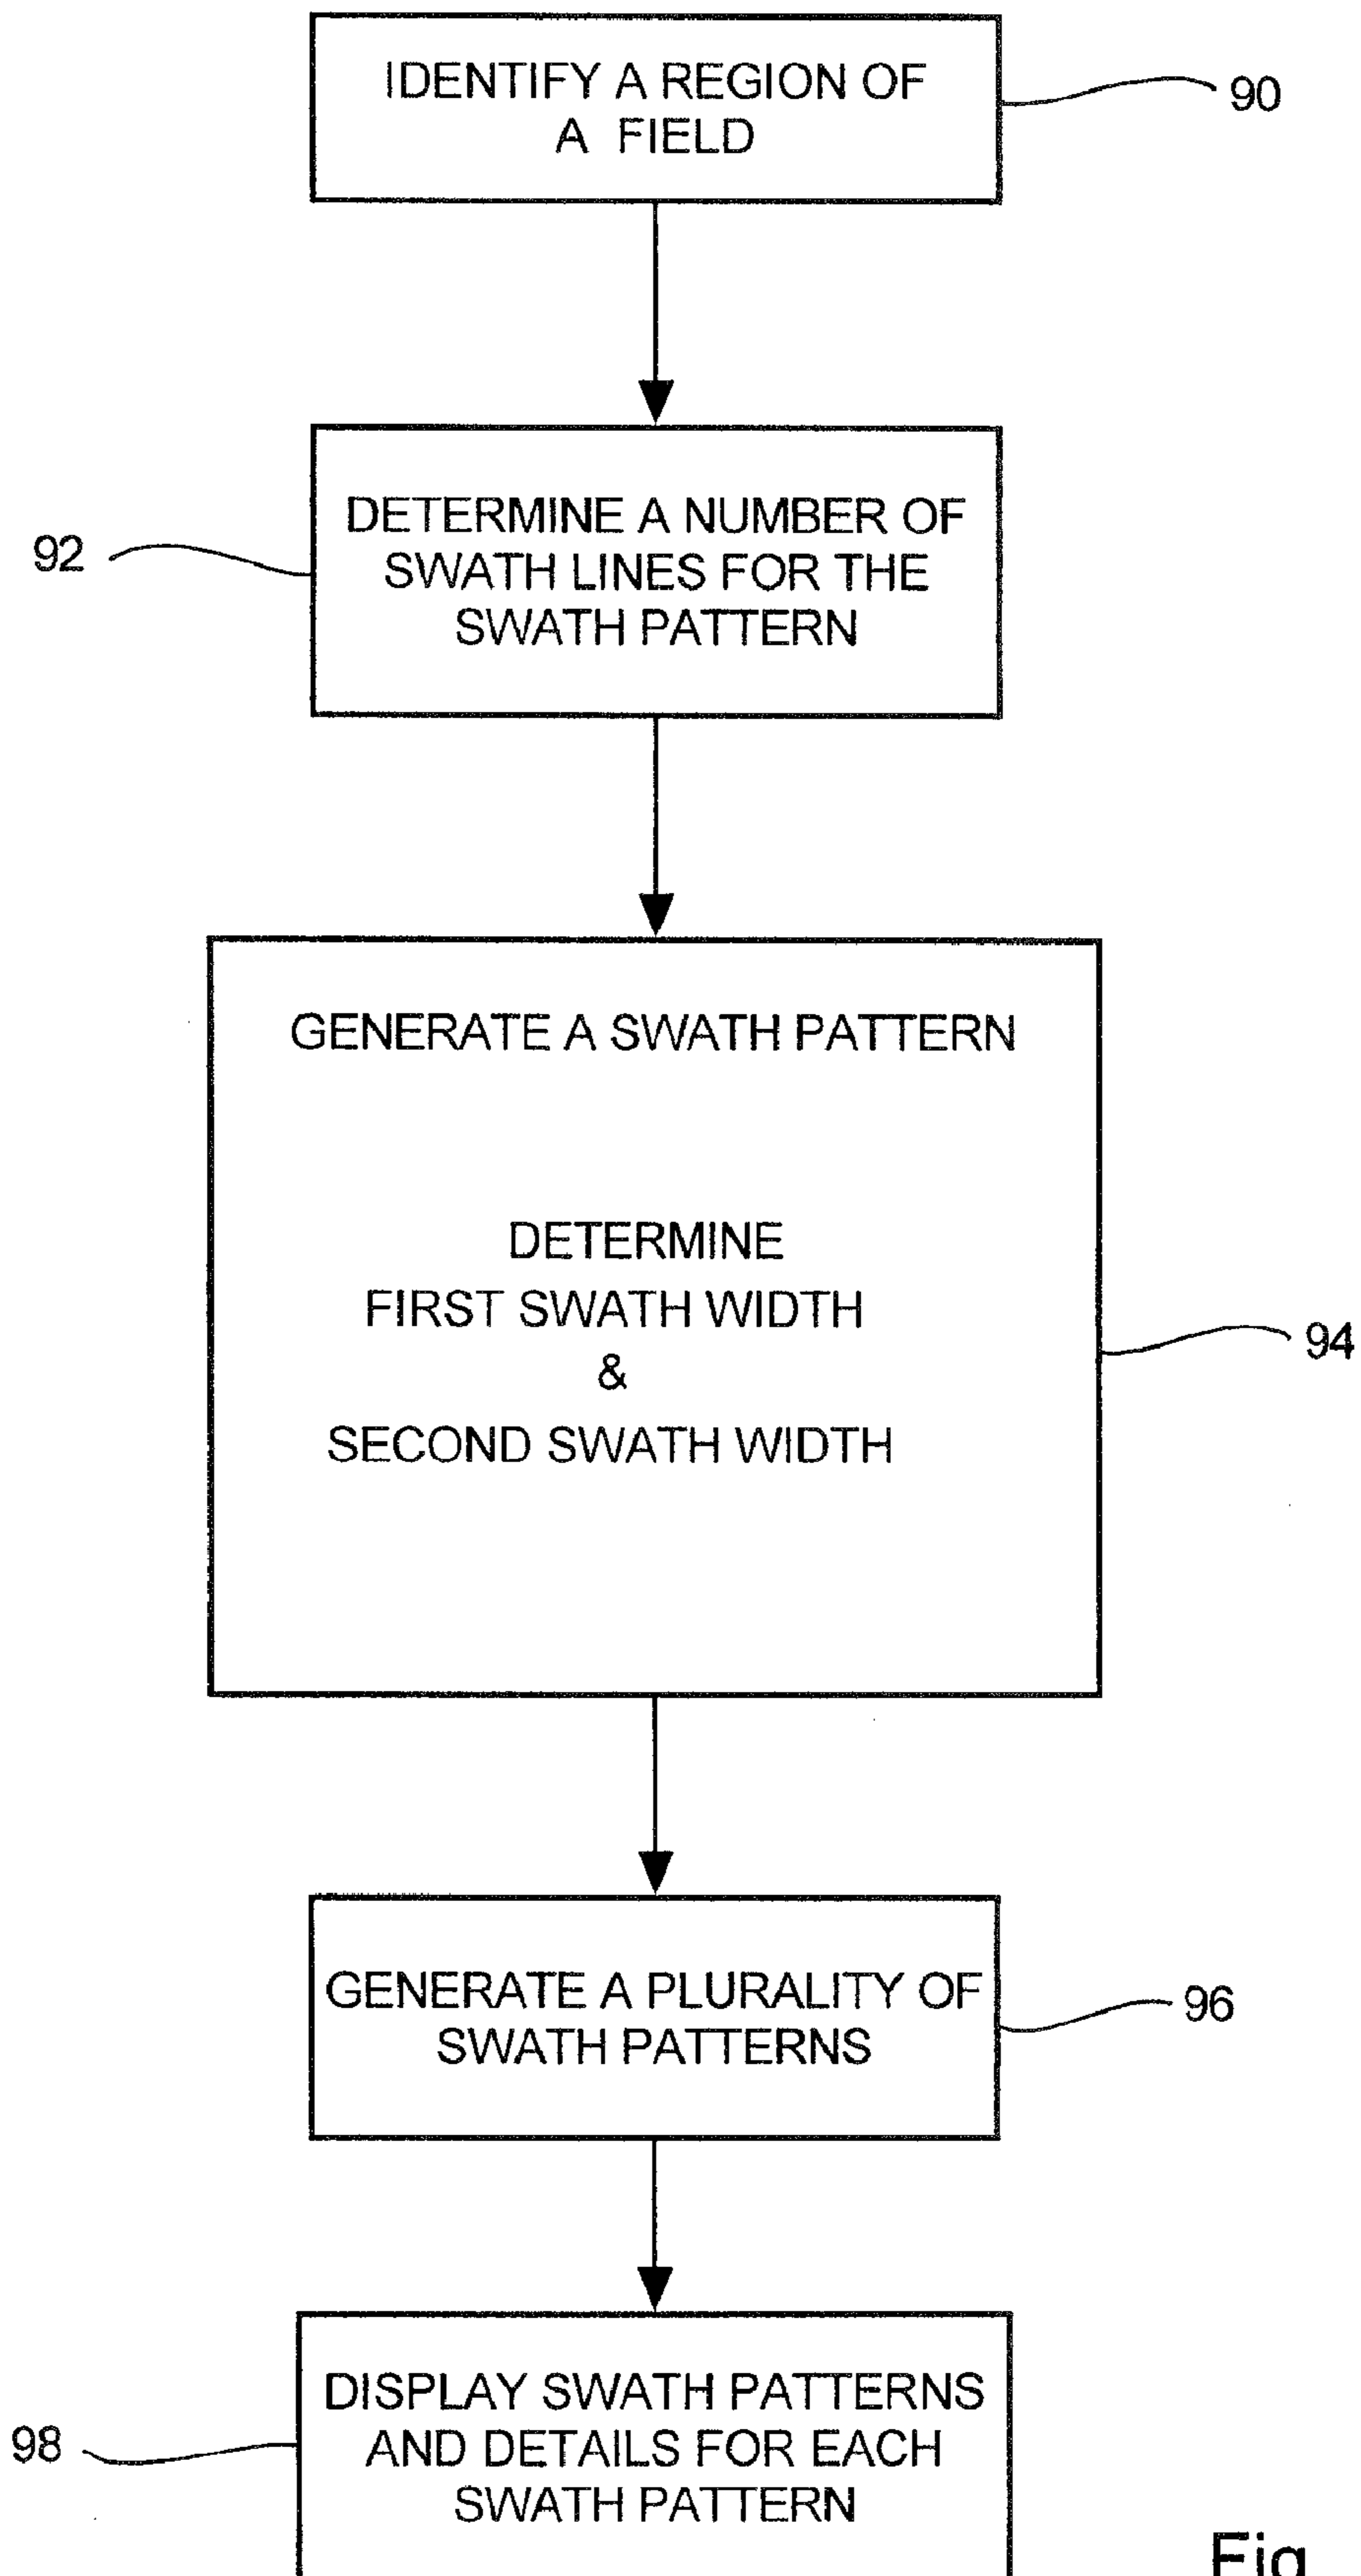 IDENTIFY A REGION OF
A FIELD
90
DETERMINE A NUMBER OF
SWATH LINES FOR THE
SWATH PATTERN
92
GENERATE A SWATH PATTERN
DETERMINE
FIRST SWATH WIDTH
&
SECOND SWATH WIDTH
94
GENERATE A PLURALITY OF
SWATH PATTERNS
96
DISPLAY SWATH PATTERNS
AND DETAILS FOR EACH
SWATH PATTERN
98
Fig